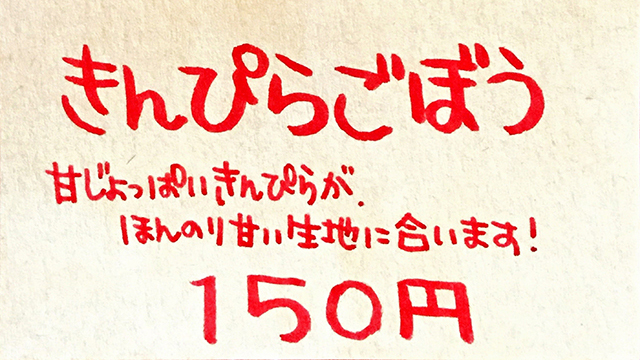 きんぴらごぼう
甘じょっぱいきんぴらが、
ほんのり甘い生地に合います!
150円